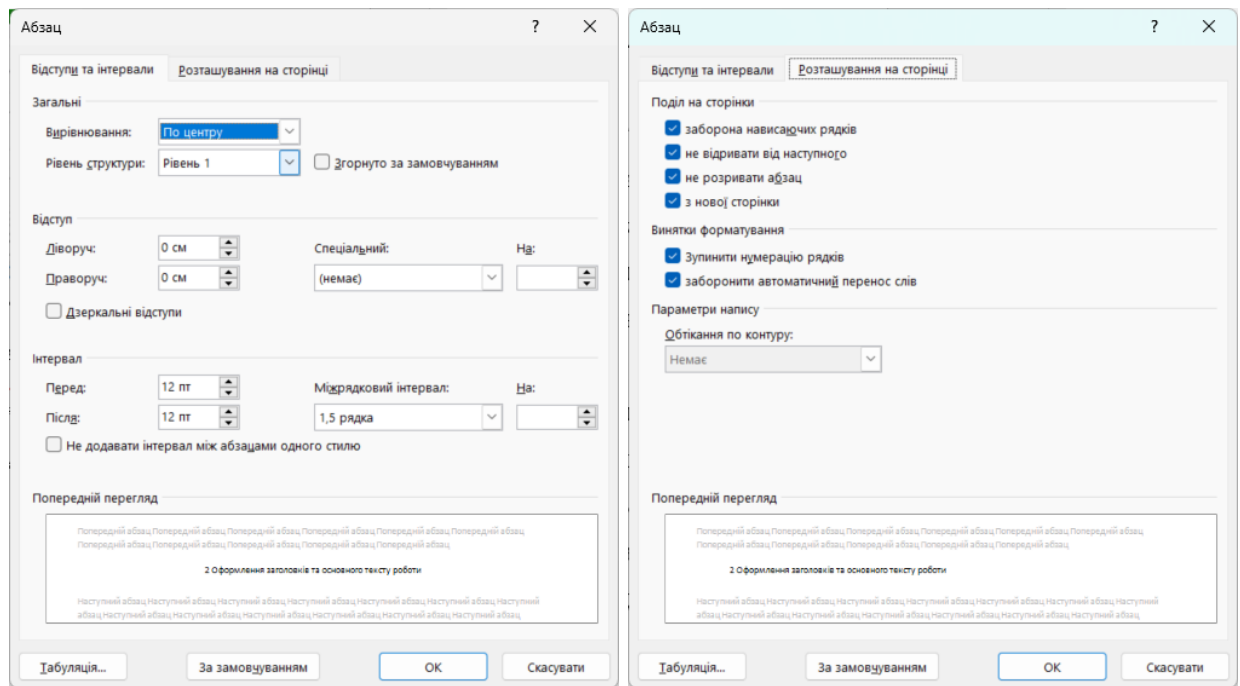 Абзац ? ×
Відступи та інтервали Розташування на сторінці
Загальні
Вирівнювання: По центру
Рівень структури: Рівень 1 Згорнуто за замовчуванням
Відступ
Ліворуч: 0 см Спеціальний: На:
Праворуч: 0 см (немає)
Дзеркальні відступи
Інтервал
Перед: 12 пт Міжрядковий інтервал: На:
Після: 12 пт 1,5 рядка
Не додавати інтервал між абзацами одного стилю
Попередній перегляд
Попередній абзац Попередній абзац Попередній абзац Попередній абзац Попередній абзац Попередній абзац
Попередній абзац Попередній абзац Попередній абзац Попередній абзац Попередній абзац
2 Оформлення заголовків та основного тексту роботи
Наступний абзац Наступний абзац Наступний абзац Наступний абзац Наступний абзац Наступний абзац Наступний
абзац Наступний абзац Наступний абзац Наступний абзац Наступний абзац Наступний абзац Наступний абзац
Табуляція... За замовчуванням ОК Скасувати
Абзац ? ×
Відступи та інтервали Розташування на сторінці
Поділ на сторінки
заборона нависаючих рядків
не відривати від наступного
не розривати абзац
з нової сторінки
Винятки форматування
Зупинити нумерацію рядків
заборонити автоматичний перенос слів
Параметри напису
Обтікання по контуру:
Немає
Попередній перегляд
Попередній абзац Попередній абзац Попередній абзац Попередній абзац Попередній абзац Попередній абзац
Попередній абзац Попередній абзац Попередній абзац Попередній абзац Попередній абзац
2 Оформлення заголовків та основного тексту роботи
Наступний абзац Наступний абзац Наступний абзац Наступний абзац Наступний абзац Наступний абзац Наступний
абзац Наступний абзац Наступний абзац Наступний абзац Наступний абзац Наступний абзац Наступний абзац
Табуляція... За замовчуванням ОК Скасувати